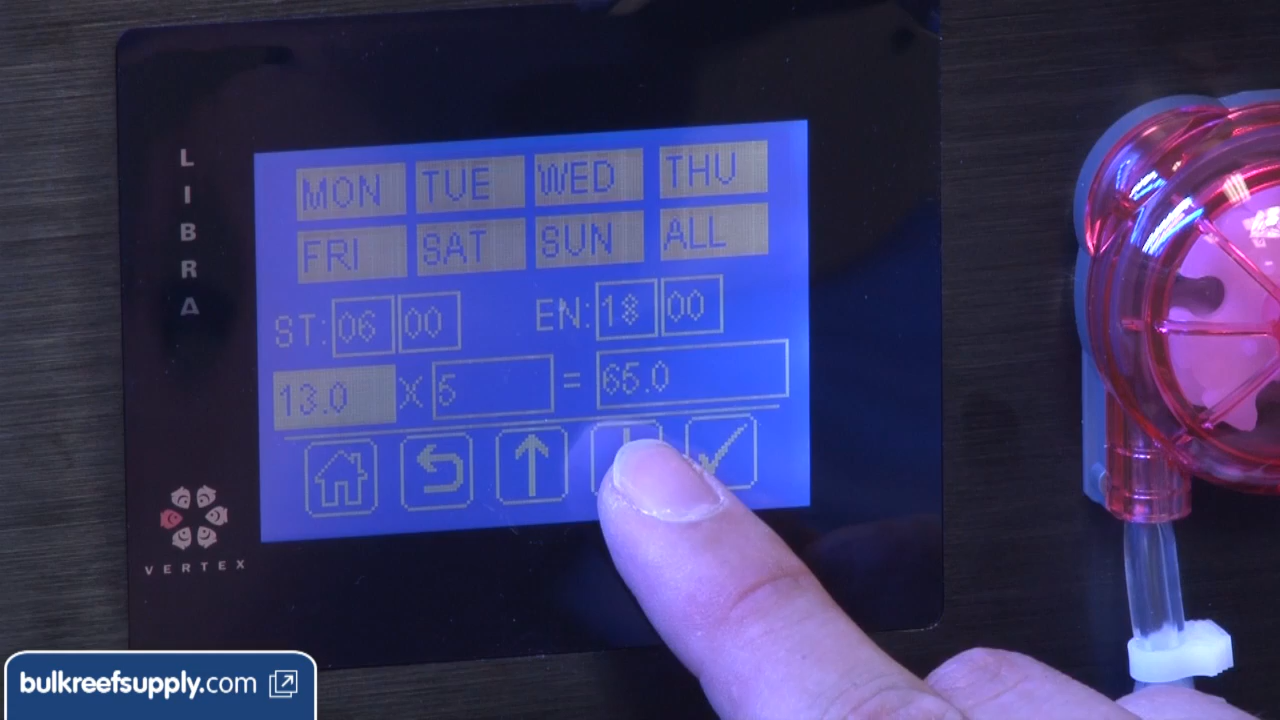 LIBRA
MON TUE WED THU
FRI SAT SUN ALL
ST: 06 00 EN: 18 00
13.0 X 5 = 65.0
VERTEX
bulkreefsupply.com